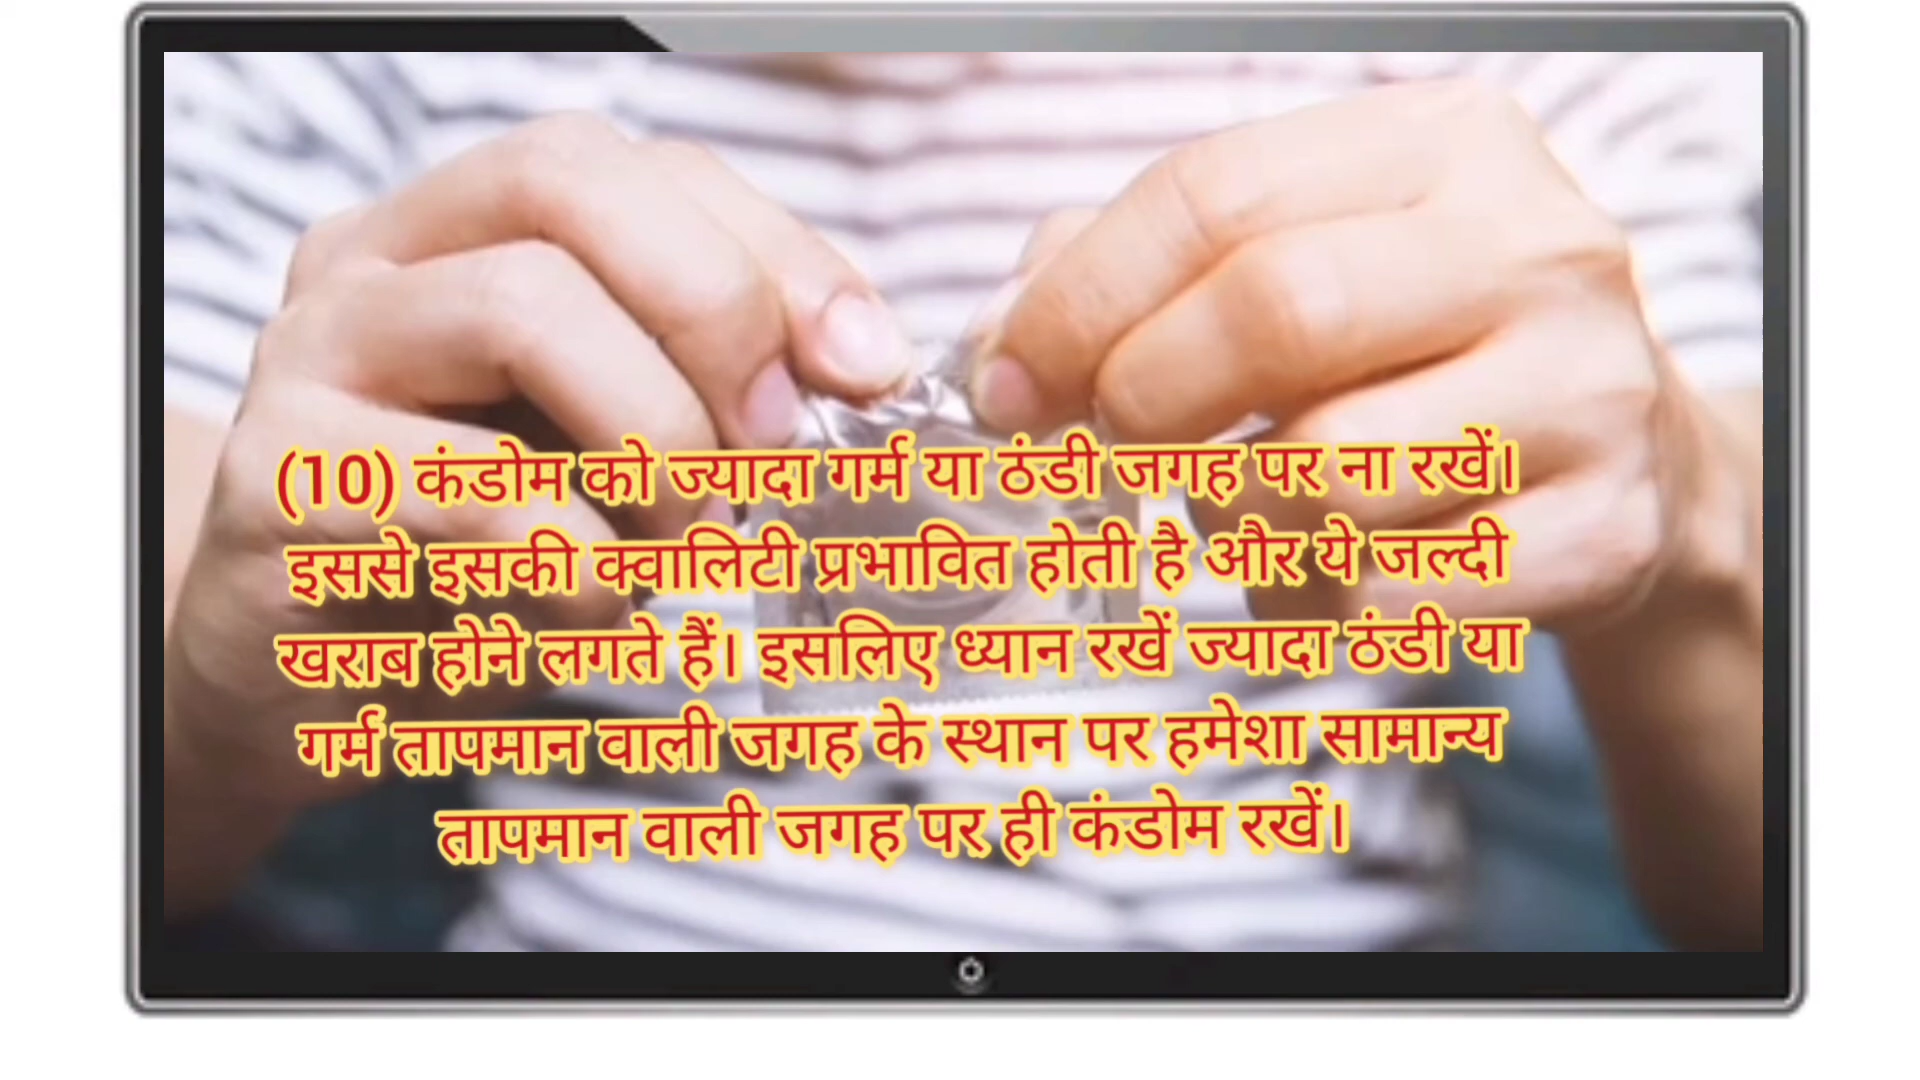 (10) कंडोम को ज्यादा गर्म या ठंडी जगह पर ना रखें।
इससे इसकी क्वालिटी प्रभावित होती है और ये जल्दी
खराब होने लगते हैं। इसलिए ध्यान रखें ज्यादा ठंडी या
गर्म तापमान वाली जगह के स्थान पर हमेशा सामान्य
तापमान वाली जगह पर ही कंडोम रखें।